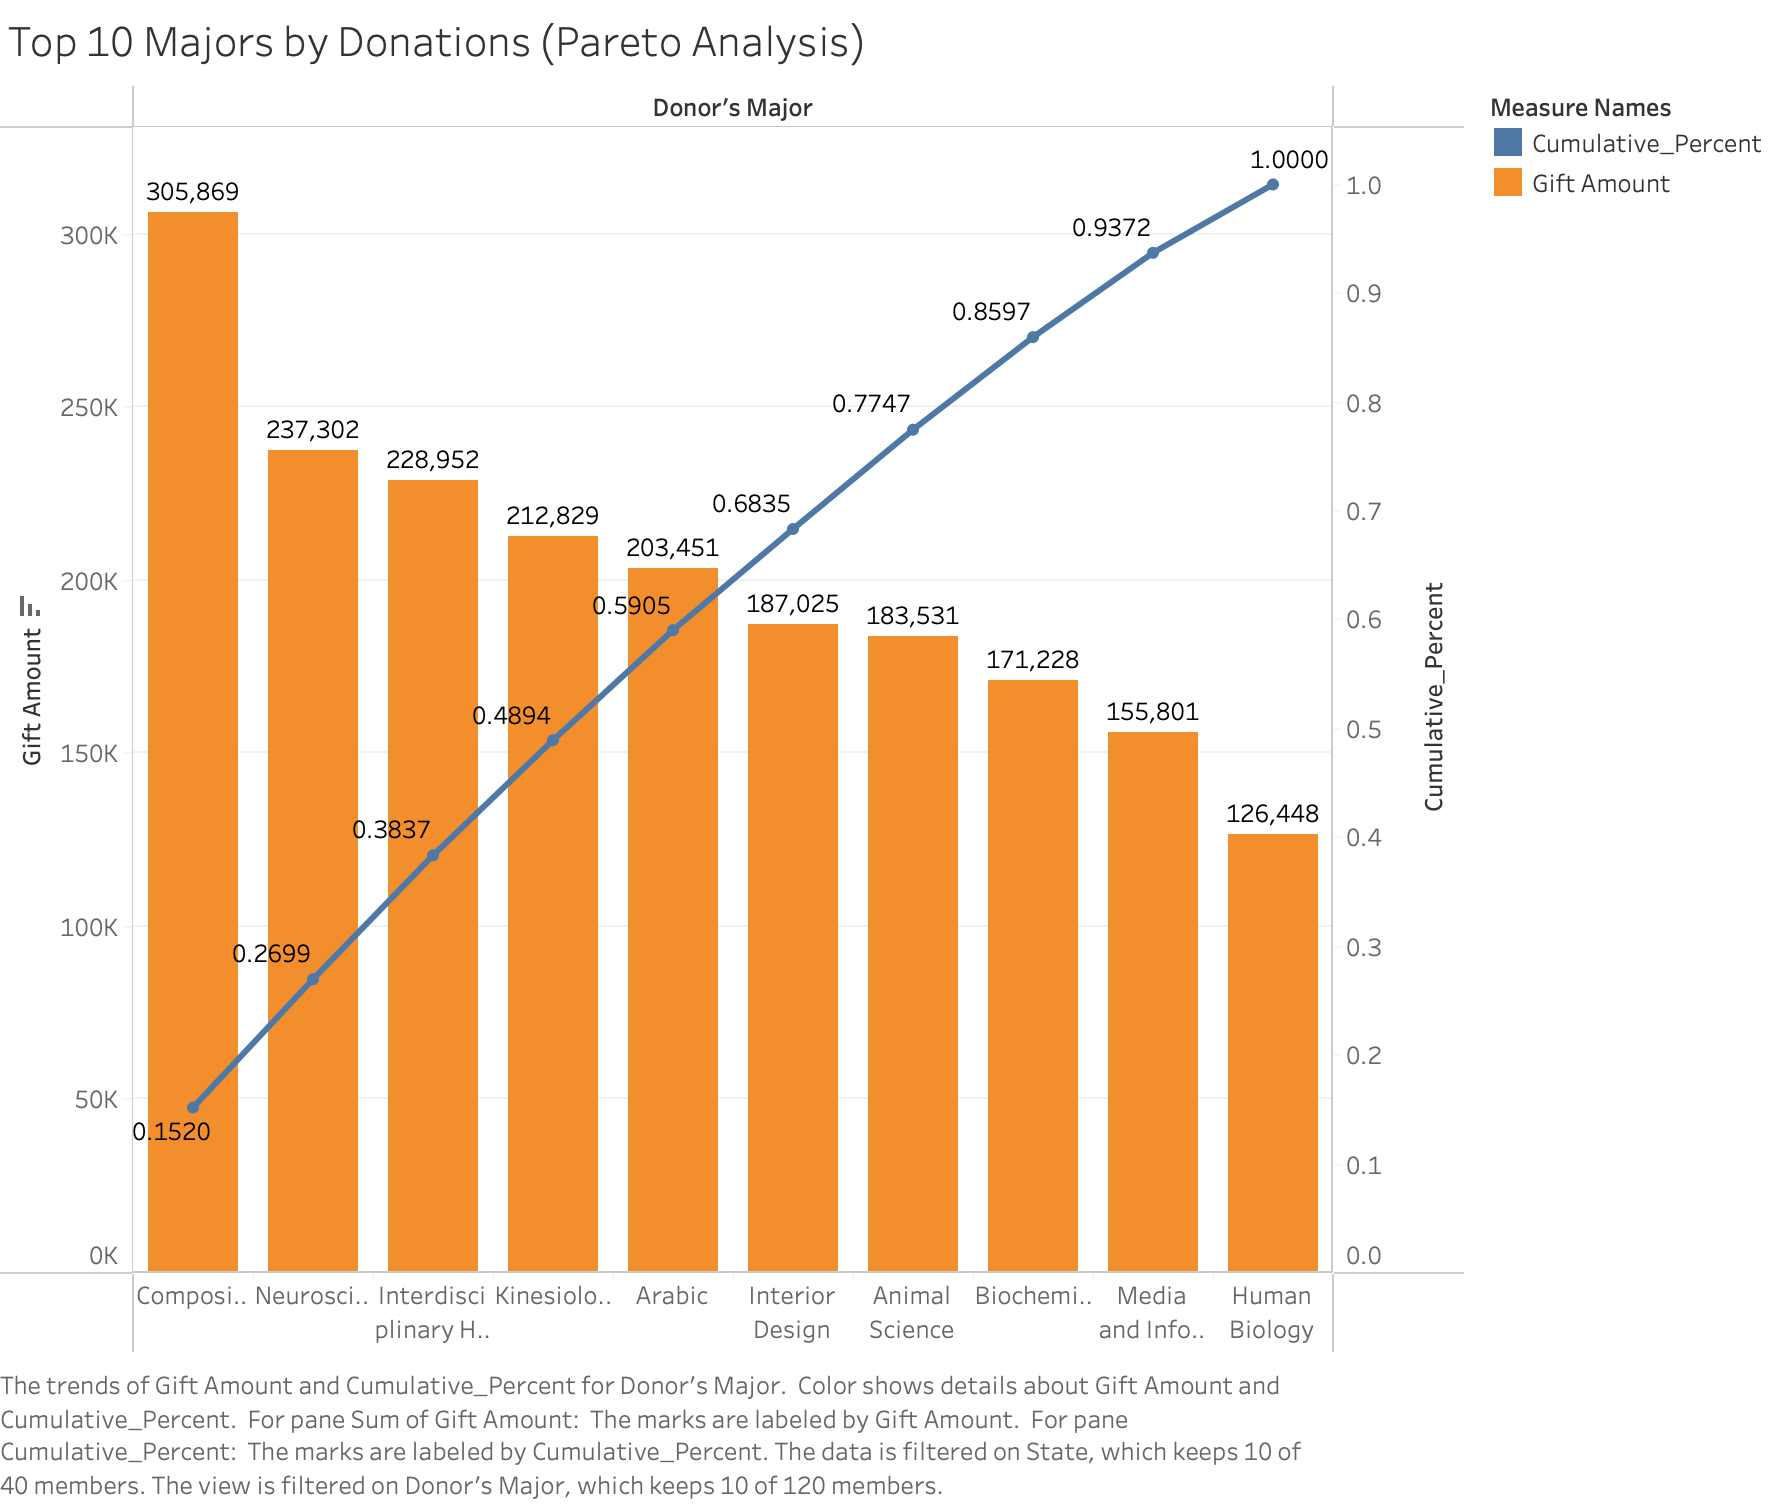 Top 10 Majors by Donations (Pareto Analysis)
Donor's Major
Measure Names
Cumulative_Percent
Gift Amount
305,869
237,302
228,952
212,829
203,451
187,025
183,531
171,228
155,801
126,448
0.1520
0.2699
0.3837
0.4894
0.5905
0.6835
0.7747
0.8597
0.9372
1.0000
Gift Amount
300K
250K
200K
150K
100K
50K
0K
Cumulative_Percent
1.0
0.9
0.8
0.7
0.6
0.5
0.4
0.3
0.2
0.1
0.0
Composi.. Neurosci.. Interdisci Kinesiolo.. Arabic Interior Animal Biochemi.. Media Human
plinary H.. Design Science and Info.. Biology
The trends of Gift Amount and Cumulative_Percent for Donor's Major.  Color shows details about Gift Amount and
Cumulative_Percent.  For pane Sum of Gift Amount:  The marks are labeled by Gift Amount.  For pane
Cumulative_Percent:  The marks are labeled by Cumulative_Percent. The data is filtered on State, which keeps 10 of
40 members. The view is filtered on Donor's Major, which keeps 10 of 120 members.